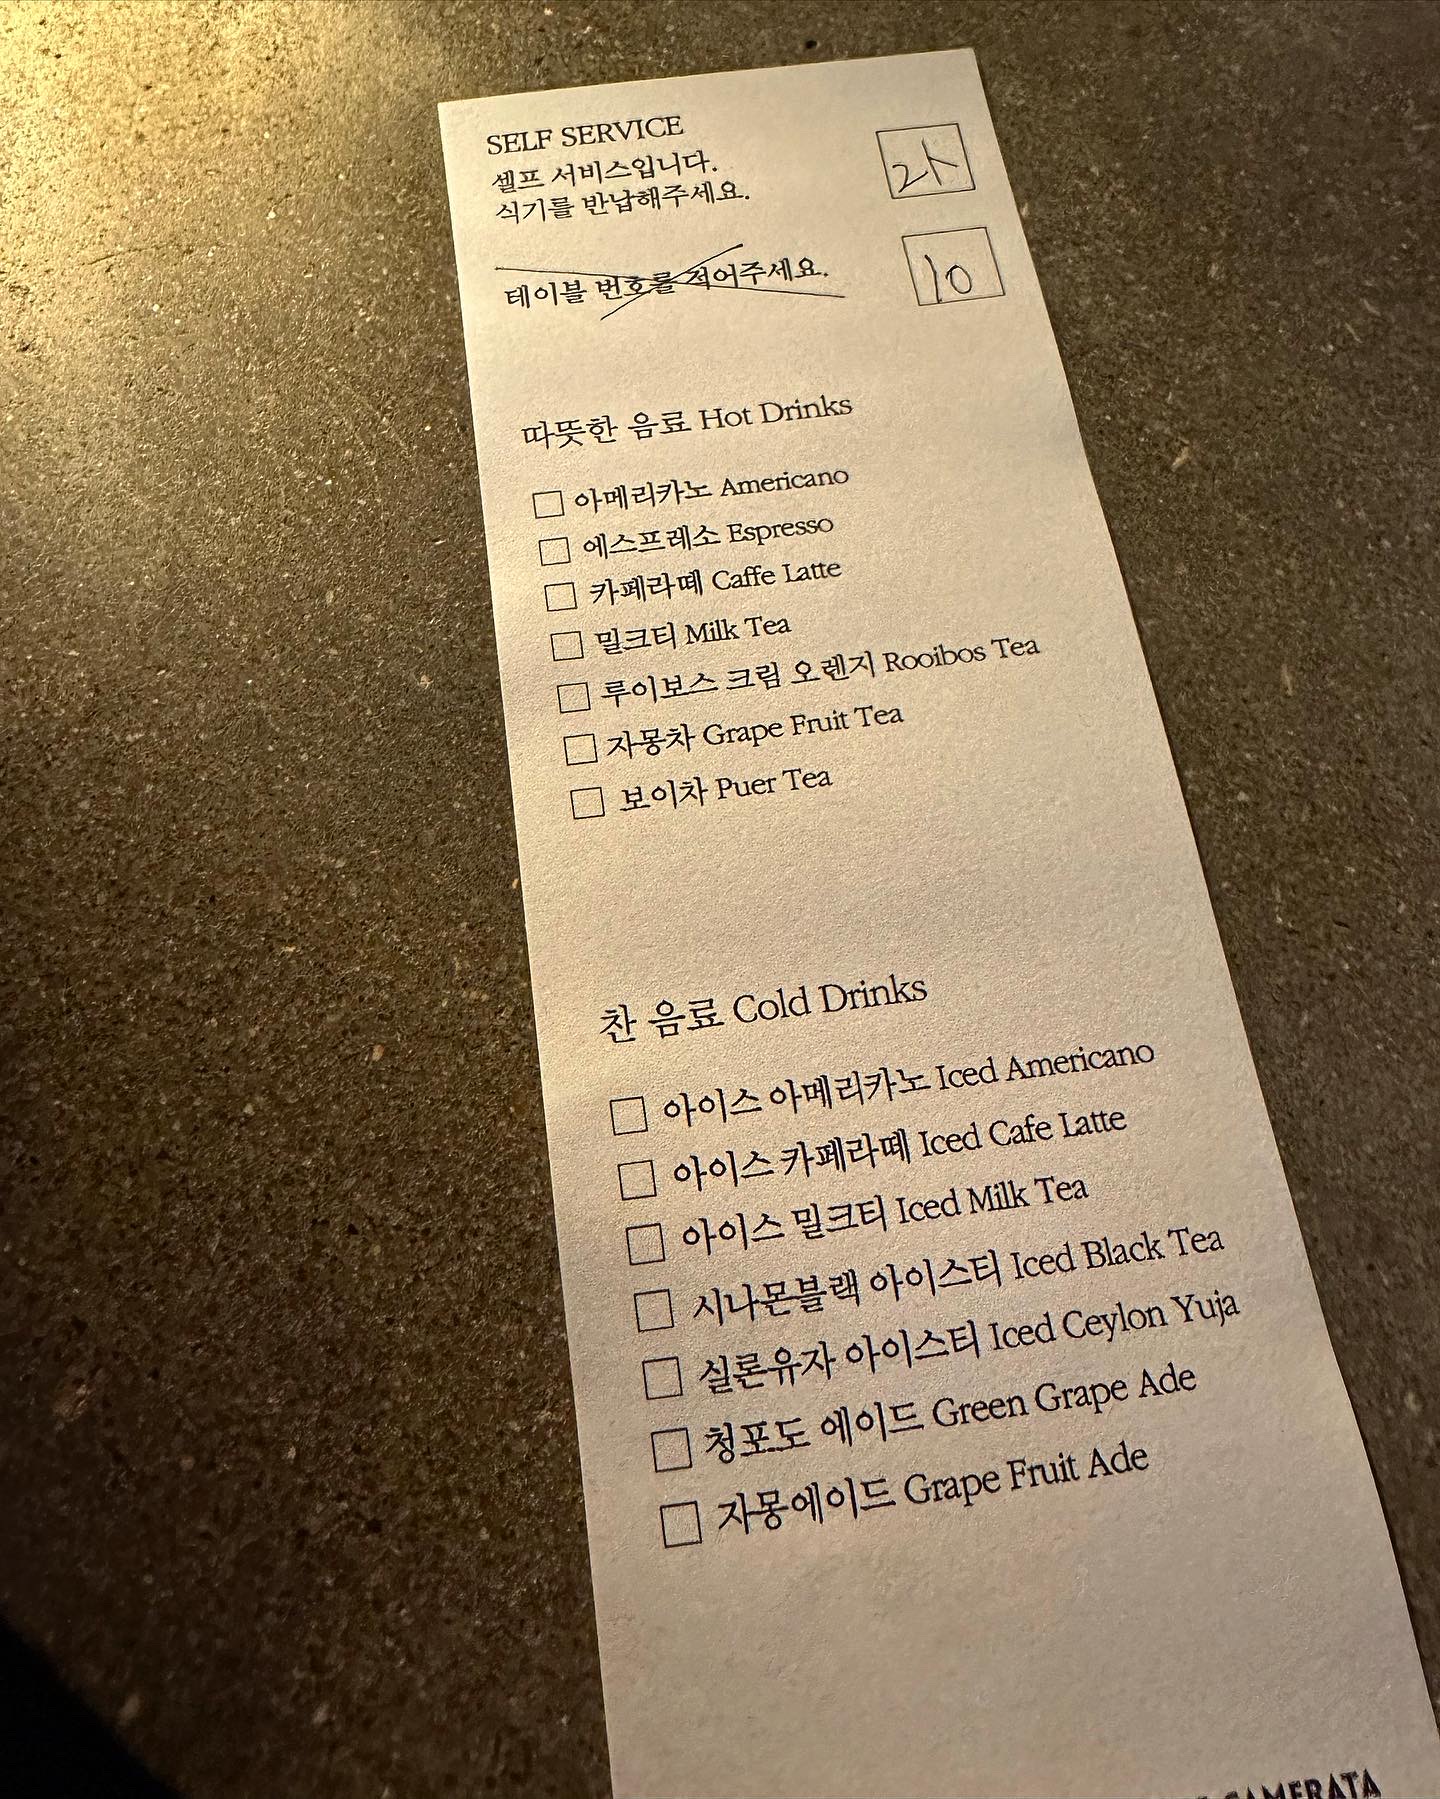 SELF SERVICE
셀프 서비스입니다.
식기를 반납해주세요.
라
테이블 번호를 적어주세요.
10
따뜻한 음료 Hot Drinks
아메리카노 Americano
에스프레소 Espresso
카페라떼 Caffe Latte
밀크티 Milk Tea
루이보스 크림 오렌지 Rooibos Tea
자몽차 Grape Fruit Tea
보이차 Puer Tea
찬 음료 Cold Drinks
아이스 아메리카노 Iced Americano
아이스 카페라떼 Iced Cafe Latte
아이스 밀크티 Iced Milk Tea
시나몬블랙 아이스티 Iced Black Tea
실론유자 아이스티 Iced Ceylon Yuja
청포도 에이드 Green Grape Ade
자몽에이드 Grape Fruit Ade
CAMERATA